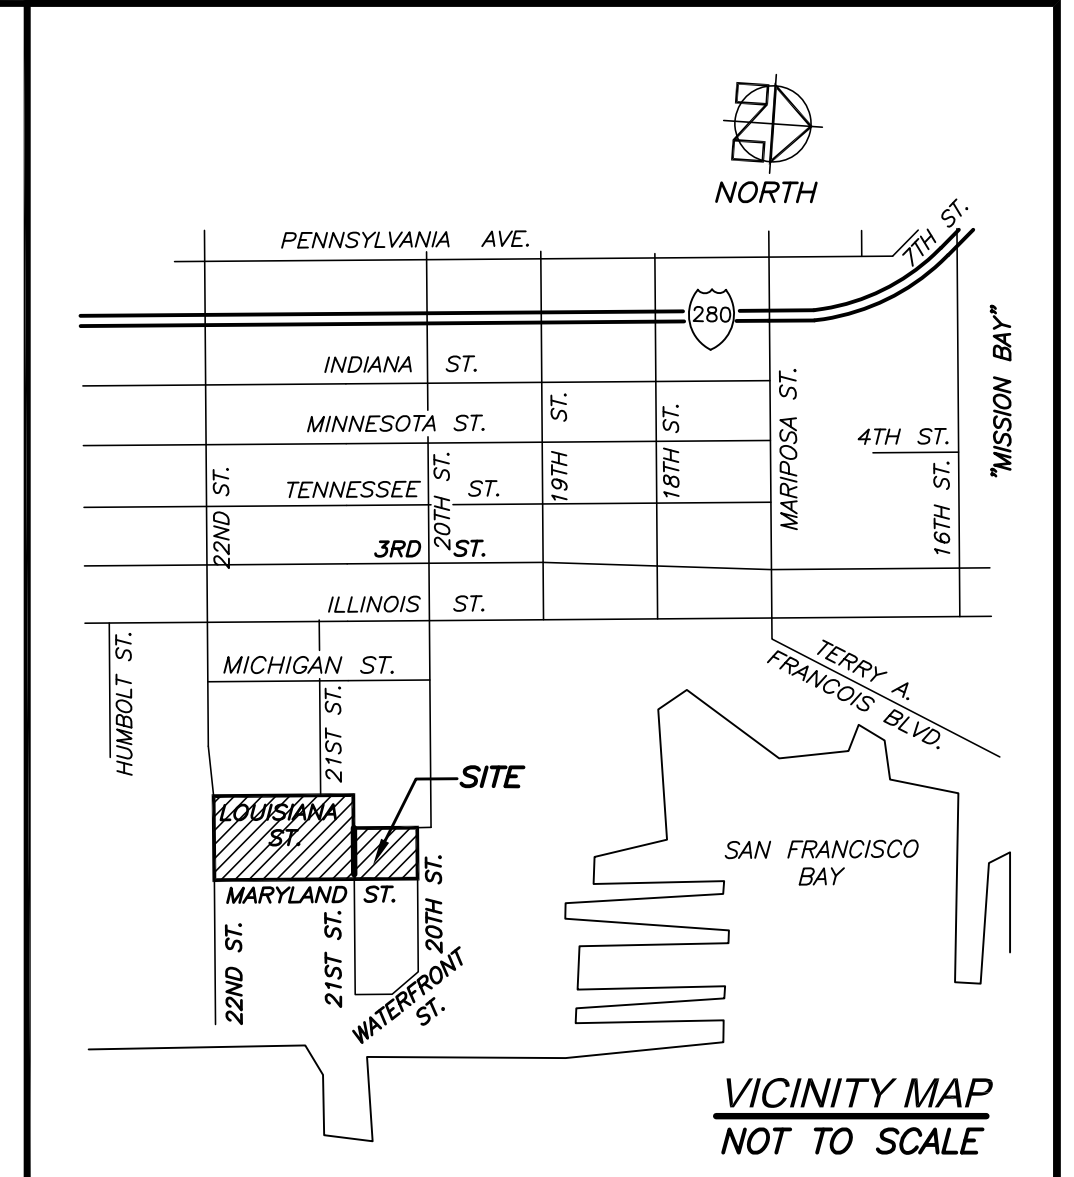 N
NORTH
PENNSYLVANIA AVE.
7TH ST.
280
"MISSION BAY"
INDIANA ST.
MINNESOTA ST.
19TH ST.
18TH ST.
MARIPOSA ST.
4TH ST.
22ND ST.
TENNESSEE ST.
20TH ST.
16TH ST.
3RD ST.
ILLINOIS ST.
HUMBOLT ST.
MICHIGAN ST.
21ST ST.
TERRY A.
FRANCOIS BLVD.
SITE
LOUISIANA
ST.
SAN FRANCISCO
BAY
MARYLAND ST.
22ND ST.
21ST ST.
20TH ST.
WATERFRONT
ST.
VICINITY MAP
NOT TO SCALE